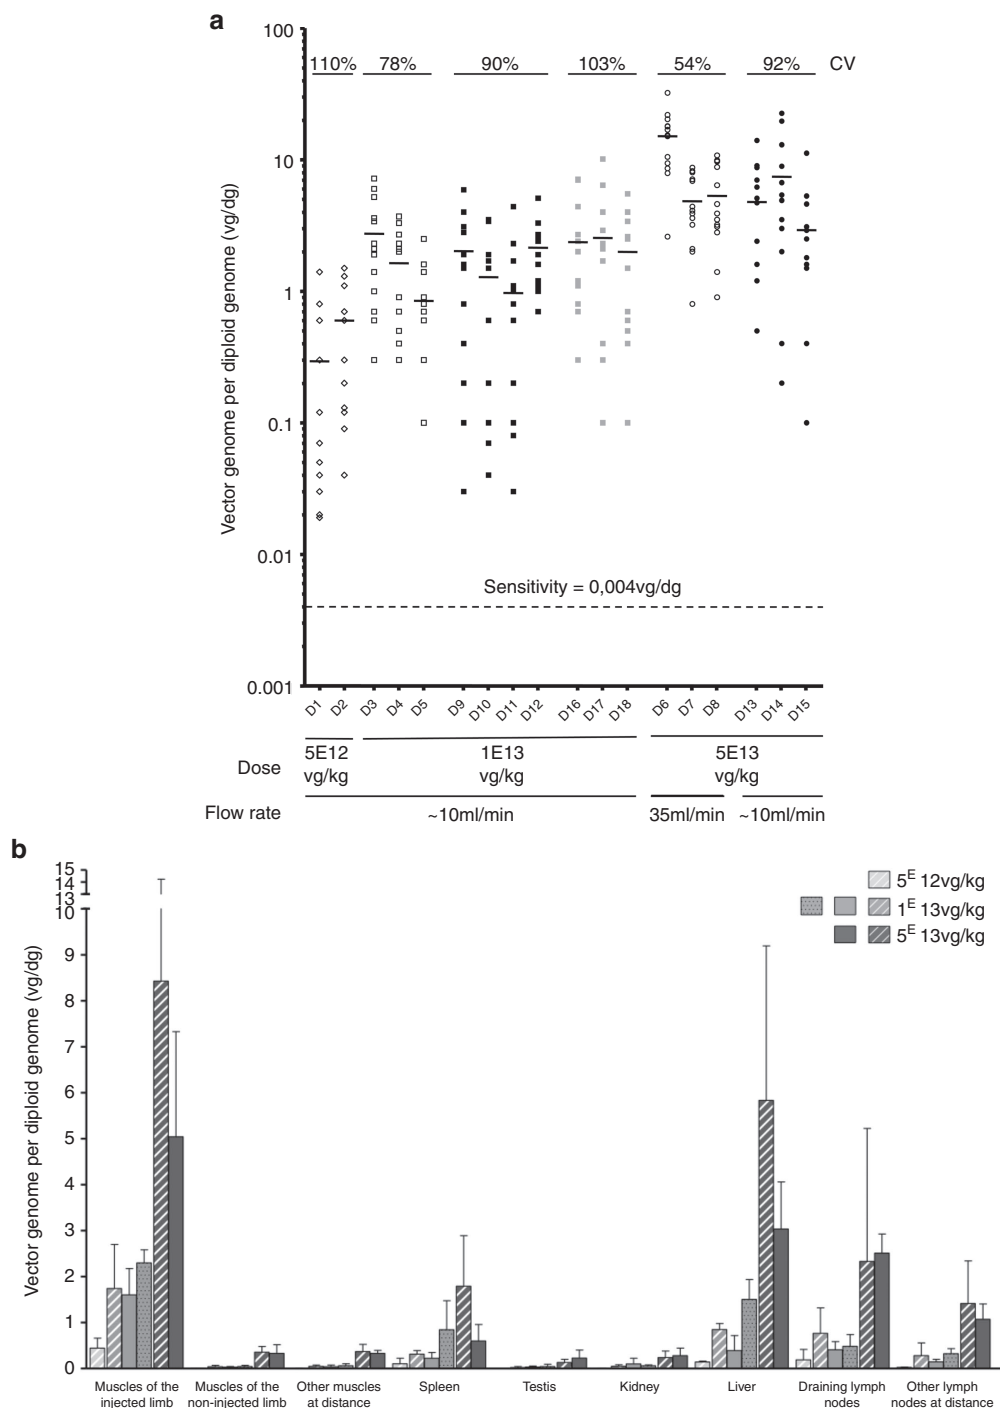 a
100
110% 78% 90% 103% 54% 92% CV
10
1
0.1
0.01
0.001
Vector genome per diploid genome (vg/dg)
Sensitivity = 0,004vg/dg
D1 D2 D3 D4 D5 D9 D10 D11 D12 D16 D17 D18 D6 D7 D8 D13 D14 D15
Dose
5E12 1E13 5E13
vg/kg vg/kg vg/kg
Flow rate ~10ml/min 35ml/min ~10ml/min
b
15
14
13
10
9
8
7
6
5
4
3
2
1
0
Vector genome per diploid genome (vg/dg)
5E 12vg/kg
1E 13vg/kg
5E 13vg/kg
Muscles of the injected limb
Muscles of the non-injected limb
Other muscles at distance
Spleen
Testis
Kidney
Liver
Draining lymph nodes
Other lymph nodes at distance